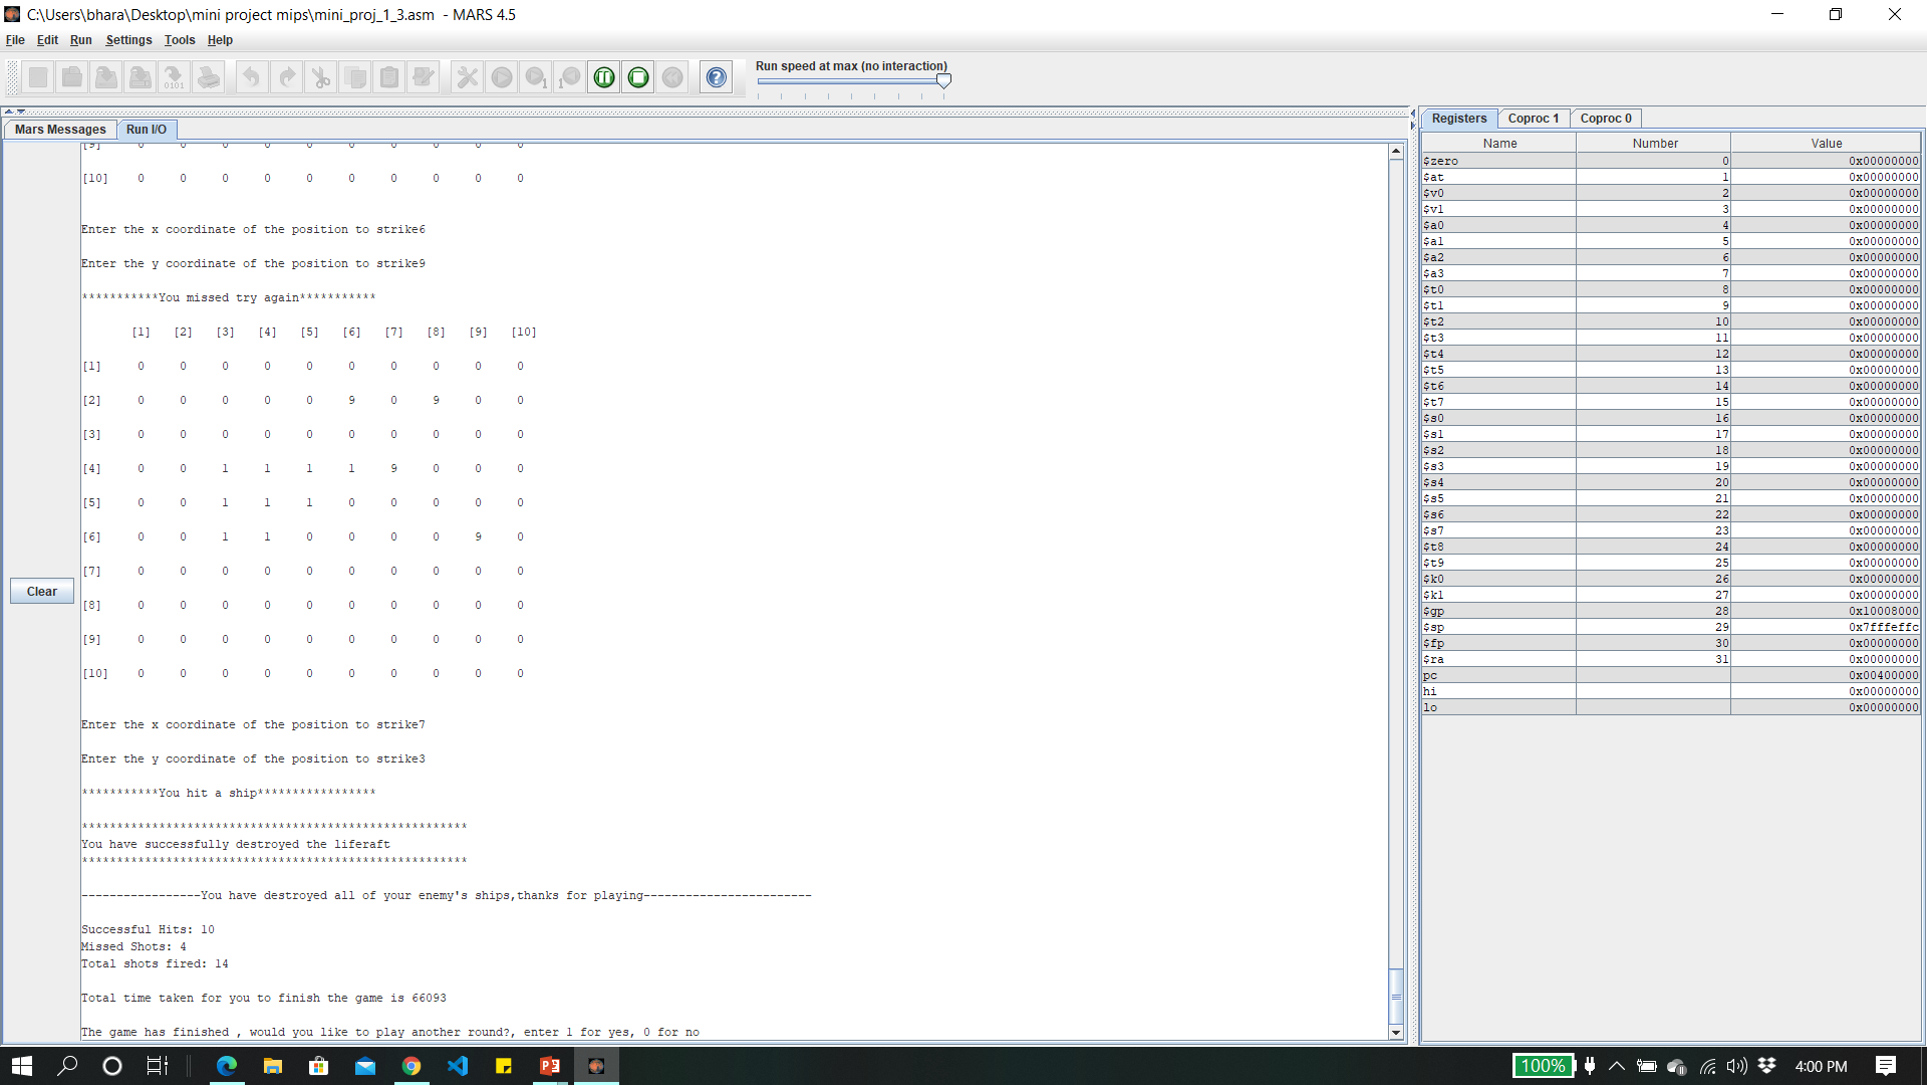 C:\Users\bhara\Desktop\mini project mips\mini_proj_1_3.asm - MARS 4.5
File Edit Run Settings Tools Help
Run speed at max (no interaction)
Mars Messages Run I/O
[9] 0 0 0 0 0 0 0 0 0 0
[10] 0 0 0 0 0 0 0 0 0 0
Enter the x coordinate of the position to strike6
Enter the y coordinate of the position to strike9
***********You missed try again***********
[1] [2] [3] [4] [5] [6] [7] [8] [9] [10]
[1] 0 0 0 0 0 0 0 0 0 0
[2] 0 0 0 0 0 9 0 9 0 0
[3] 0 0 0 0 0 0 0 0 0 0
[4] 0 0 1 1 1 1 9 0 0 0
[5] 0 0 1 1 1 0 0 0 0 0
[6] 0 0 1 1 0 0 0 0 9 0
[7] 0 0 0 0 0 0 0 0 0 0
[8] 0 0 0 0 0 0 0 0 0 0
[9] 0 0 0 0 0 0 0 0 0 0
[10] 0 0 0 0 0 0 0 0 0 0
Enter the x coordinate of the position to strike7
Enter the y coordinate of the position to strike3
***********You hit a ship*****************
*******************************************************
You have successfully destroyed the liferaft
*******************************************************
-----------------You have destroyed all of your enemy's ships,thanks for playing------------------------
Successful Hits: 10
Missed Shots: 4
Total shots fired: 14
Total time taken for you to finish the game is 66093
The game has finished , would you like to play another round?, enter 1 for yes, 0 for no
Clear
Registers Coproc 1 Coproc 0
Name Number Value
$zero 0 0x00000000
$at 1 0x00000000
$v0 2 0x00000000
$v1 3 0x00000000
$a0 4 0x00000000
$a1 5 0x00000000
$a2 6 0x00000000
$a3 7 0x00000000
$t0 8 0x00000000
$t1 9 0x00000000
$t2 10 0x00000000
$t3 11 0x00000000
$t4 12 0x00000000
$t5 13 0x00000000
$t6 14 0x00000000
$t7 15 0x00000000
$s0 16 0x00000000
$s1 17 0x00000000
$s2 18 0x00000000
$s3 19 0x00000000
$s4 20 0x00000000
$s5 21 0x00000000
$s6 22 0x00000000
$s7 23 0x00000000
$t8 24 0x00000000
$t9 25 0x00000000
$k0 26 0x00000000
$k1 27 0x00000000
$gp 28 0x10008000
$sp 29 0x7fffeffc
$fp 30 0x00000000
$ra 31 0x00000000
pc 0x00400000
hi 0x00000000
lo 0x00000000
100% 4:00 PM